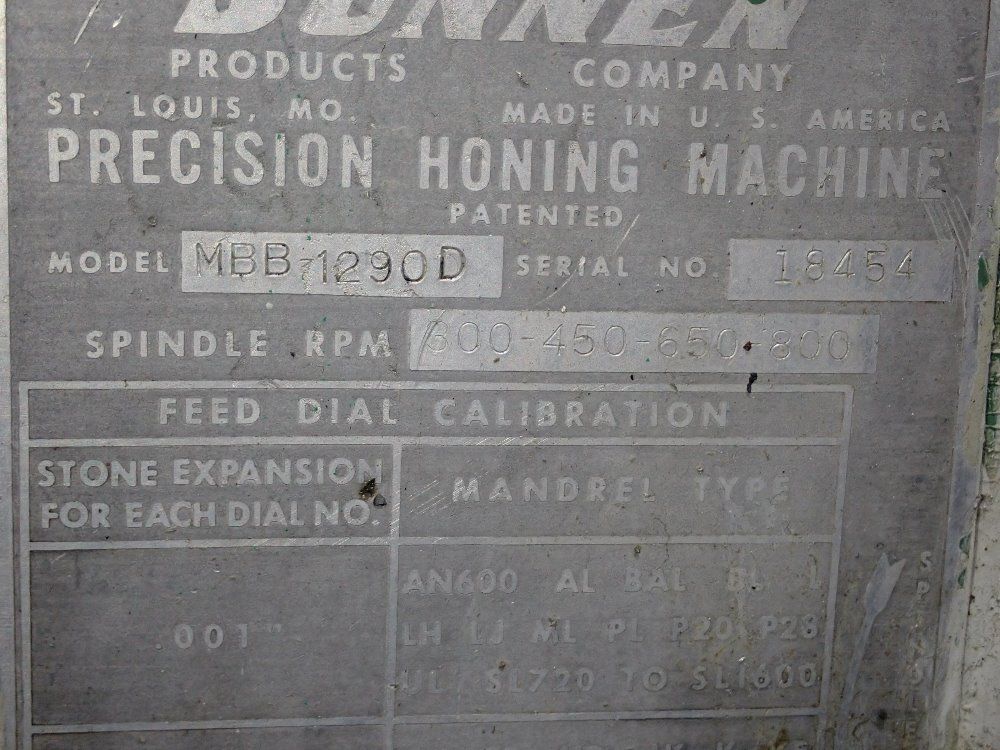 SUNNEN
PRODUCTS COMPANY
ST. LOUIS, MO. MADE IN U. S. AMERICA
PRECISION HONING MACHINE
PATENTED
MODEL MBB-1290D SERIAL NO. 18454
SPINDLE RPM 300-450-650-800
FEED DIAL CALIBRATION
STONE EXPANSION
FOR EACH DIAL NO.
MANDREL TYPE
.001"
AN600 AL BAL BL L
LH LJ ML PL P20 P28
UL SL720 TO SL1600